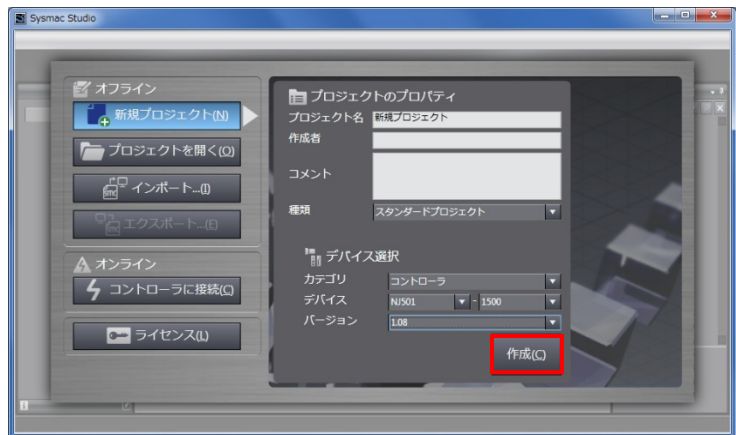 Sysmac Studio
オフライン
新規プロジェクト(N)
プロジェクトを開く(O)
インポート...(I)
エクスポート...(E
オンライン
コントローラに接続(C)
ライセンス(L)
プロジェクトのプロパティ
プロジェクト名 新規プロジェクト
作成者
コメント
種類 スタンダードプロジェクト
デバイス選択
カテゴリ コントローラ
デバイス NJ501 - 1500
バージョン 1.08
作成(C)